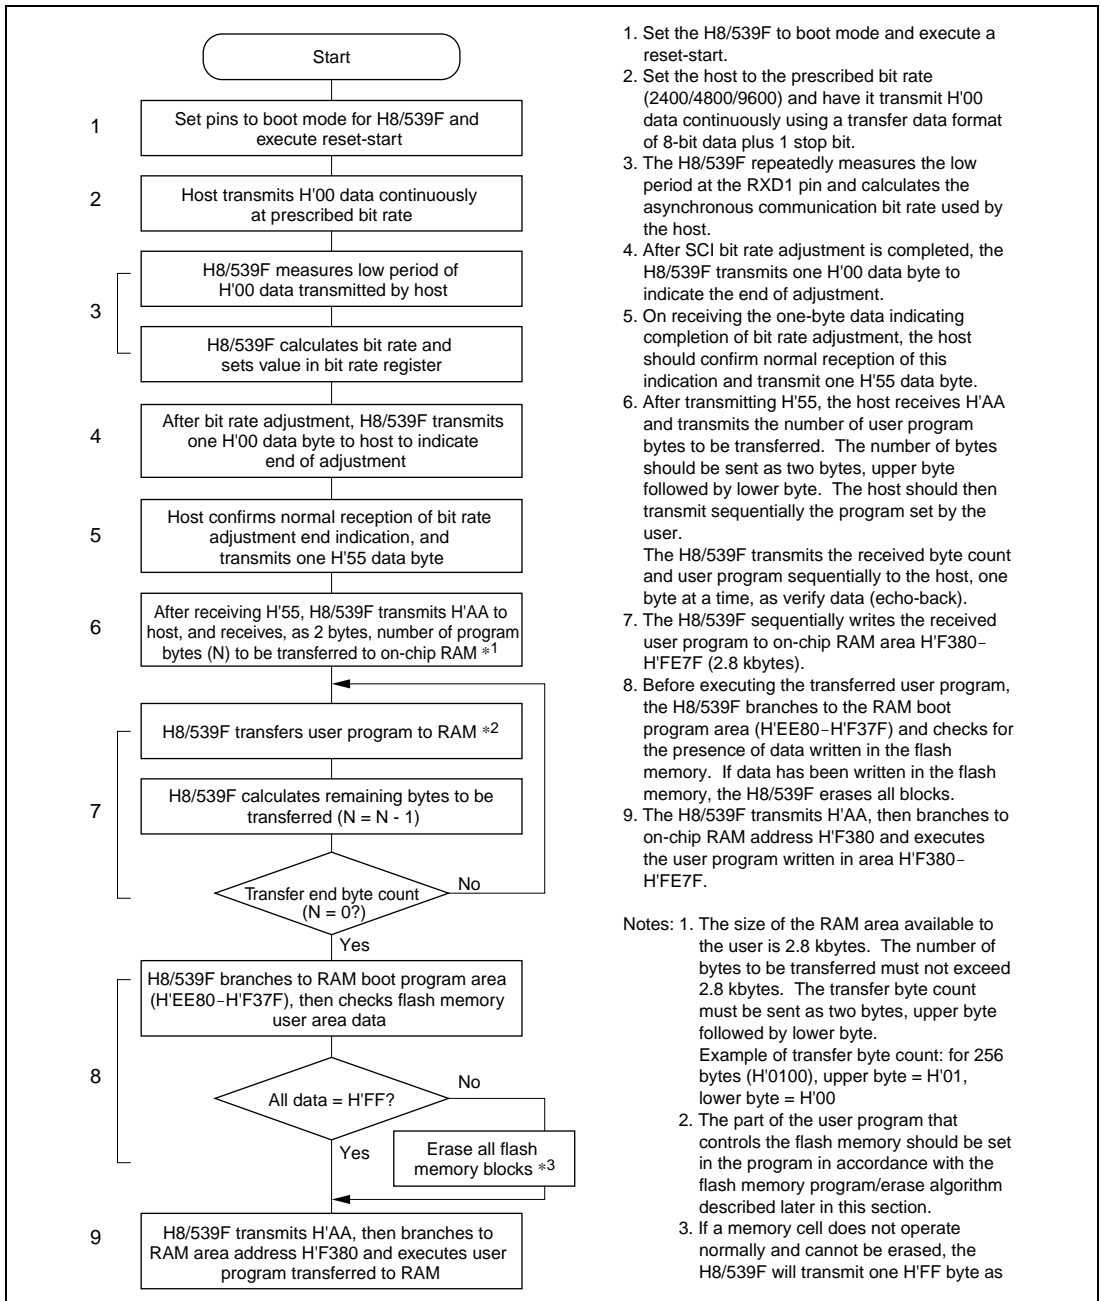 Start
1
Set pins to boot mode for H8/539F and
execute reset-start
2
Host transmits H'00 data continuously
at prescribed bit rate
3
H8/539F measures low period of
H'00 data transmitted by host
H8/539F calculates bit rate and
sets value in bit rate register
4
After bit rate adjustment, H8/539F transmits
one H'00 data byte to host to indicate
end of adjustment
5
Host confirms normal reception of bit rate
adjustment end indication, and
transmits one H'55 data byte
6
After receiving H'55, H8/539F transmits H'AA to
host, and receives, as 2 bytes, number of program
bytes (N) to be transferred to on-chip RAM *1
7
H8/539F transfers user program to RAM *2
H8/539F calculates remaining bytes to be
transferred (N = N - 1)
Transfer end byte count
(N = 0?)
No
Yes
8
H8/539F branches to RAM boot program area
(H'EE80–H'F37F), then checks flash memory
user area data
All data = H'FF?
No
Yes
Erase all flash
memory blocks *3
9
H8/539F transmits H'AA, then branches to
RAM area address H'F380 and executes user
program transferred to RAM
1. Set the H8/539F to boot mode and execute a
reset-start.
2. Set the host to the prescribed bit rate
(2400/4800/9600) and have it transmit H'00
data continuously using a transfer data format
of 8-bit data plus 1 stop bit.
3. The H8/539F repeatedly measures the low
period at the RXD1 pin and calculates the
asynchronous communication bit rate used by
the host.
4. After SCI bit rate adjustment is completed, the
H8/539F transmits one H'00 data byte to
indicate the end of adjustment.
5. On receiving the one-byte data indicating
completion of bit rate adjustment, the host
should confirm normal reception of this
indication and transmit one H'55 data byte.
6. After transmitting H'55, the host receives H'AA
and transmits the number of user program
bytes to be transferred. The number of bytes
should be sent as two bytes, upper byte
followed by lower byte. The host should then
transmit sequentially the program set by the
user.
The H8/539F transmits the received byte count
and user program sequentially to the host, one
byte at a time, as verify data (echo-back).
7. The H8/539F sequentially writes the received
user program to on-chip RAM area H'F380–
H'FE7F (2.8 kbytes).
8. Before executing the transferred user program,
the H8/539F branches to the RAM boot
program area (H'EE80–H'F37F) and checks for
the presence of data written in the flash
memory. If data has been written in the flash
memory, the H8/539F erases all blocks.
9. The H8/539F transmits H'AA, then branches to
on-chip RAM address H'F380 and executes
the user program written in area H'F380–
H'FE7F.
Notes: 1. The size of the RAM area available to
the user is 2.8 kbytes. The number of
bytes to be transferred must not exceed
2.8 kbytes. The transfer byte count
must be sent as two bytes, upper byte
followed by lower byte.
Example of transfer byte count: for 256
bytes (H'0100), upper byte = H'01,
lower byte = H'00
2. The part of the user program that
controls the flash memory should be set
in the program in accordance with the
flash memory program/erase algorithm
described later in this section.
3. If a memory cell does not operate
normally and cannot be erased, the
H8/539F will transmit one H'FF byte as